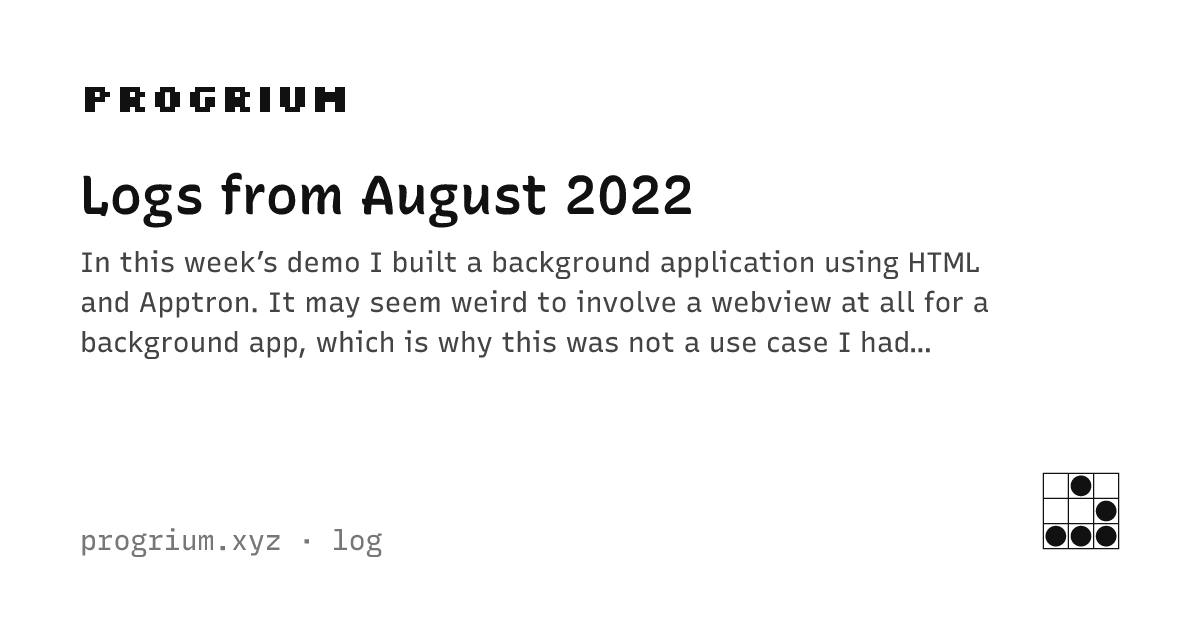 PROGRIUM
Logs from August 2022
In this week’s demo I built a background application using HTML
and Apptron. It may seem weird to involve a webview at all for a
background app, which is why this was not a use case I had...
progrium.xyz · log